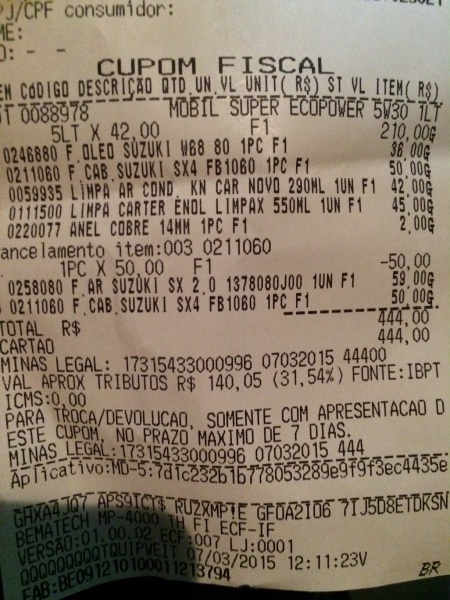 PJ/CPF consumidor:
ME:
O: - -
CUPOM FISCAL
EM CÓDIGO DESCRIÇÃO QTD.UN.VL UNIT( R$) ST VL ITEM( R$)
1 0088978 MOBIL SUPER ECOPOWER 5W30 1LT
5LT X 42,00 F1 210,00G
0246880 F.OLEO SUZUKI W68 80 1PC F1 36,00G
0211060 F.CAB.SUZUKI SX4 FB1060 1PC F1 50,00G
0059935 LIMPA AR COND. KN CAR NOVO 290ML 1UN F1 42,00G
0111500 LIMPA CARTER ENOL LIMPAX 550ML 1UN F1 45,00G
0220077 ANEL COBRE 14MM 1PC F1 2,00G
ancelamento item:003 0211060
1PC X 50,00 F1 -50,00
0258080 F.AR SUZUKI SX 2.0 1378080J00 1UN F1 59,00G
0211060 F.CAB.SUZUKI SX4 FB1060 1PC F1 50,00G
TOTAL R$ 444,00
CARTAO 444,00
MINAS LEGAL: 17315433000996 07032015 44400
VAL APROX TRIBUTOS R$ 140,05 (31,54%) FONTE:IBPT
ICMS:0,00
PARA TROCA/DEVOLUCAO, SOMENTE COM APRESENTACAO D
ESTE CUPOM, NO PRAZO MAXIMO DE 7 DIAS.
MINAS LEGAL:17315433000996 07032015 444
Aplicativo:MD-5:7d1c232b1b778053289e9f9f3ec4435e
BEMATECH MP-4000 TH FI ECF-IF
VERSÃO:01.00.02 ECF:007 LJ:0001
QQQQQQQQQTQUIPWEIT 07/03/2015 12:11:23V
FAB:BE091210100011213794 BR